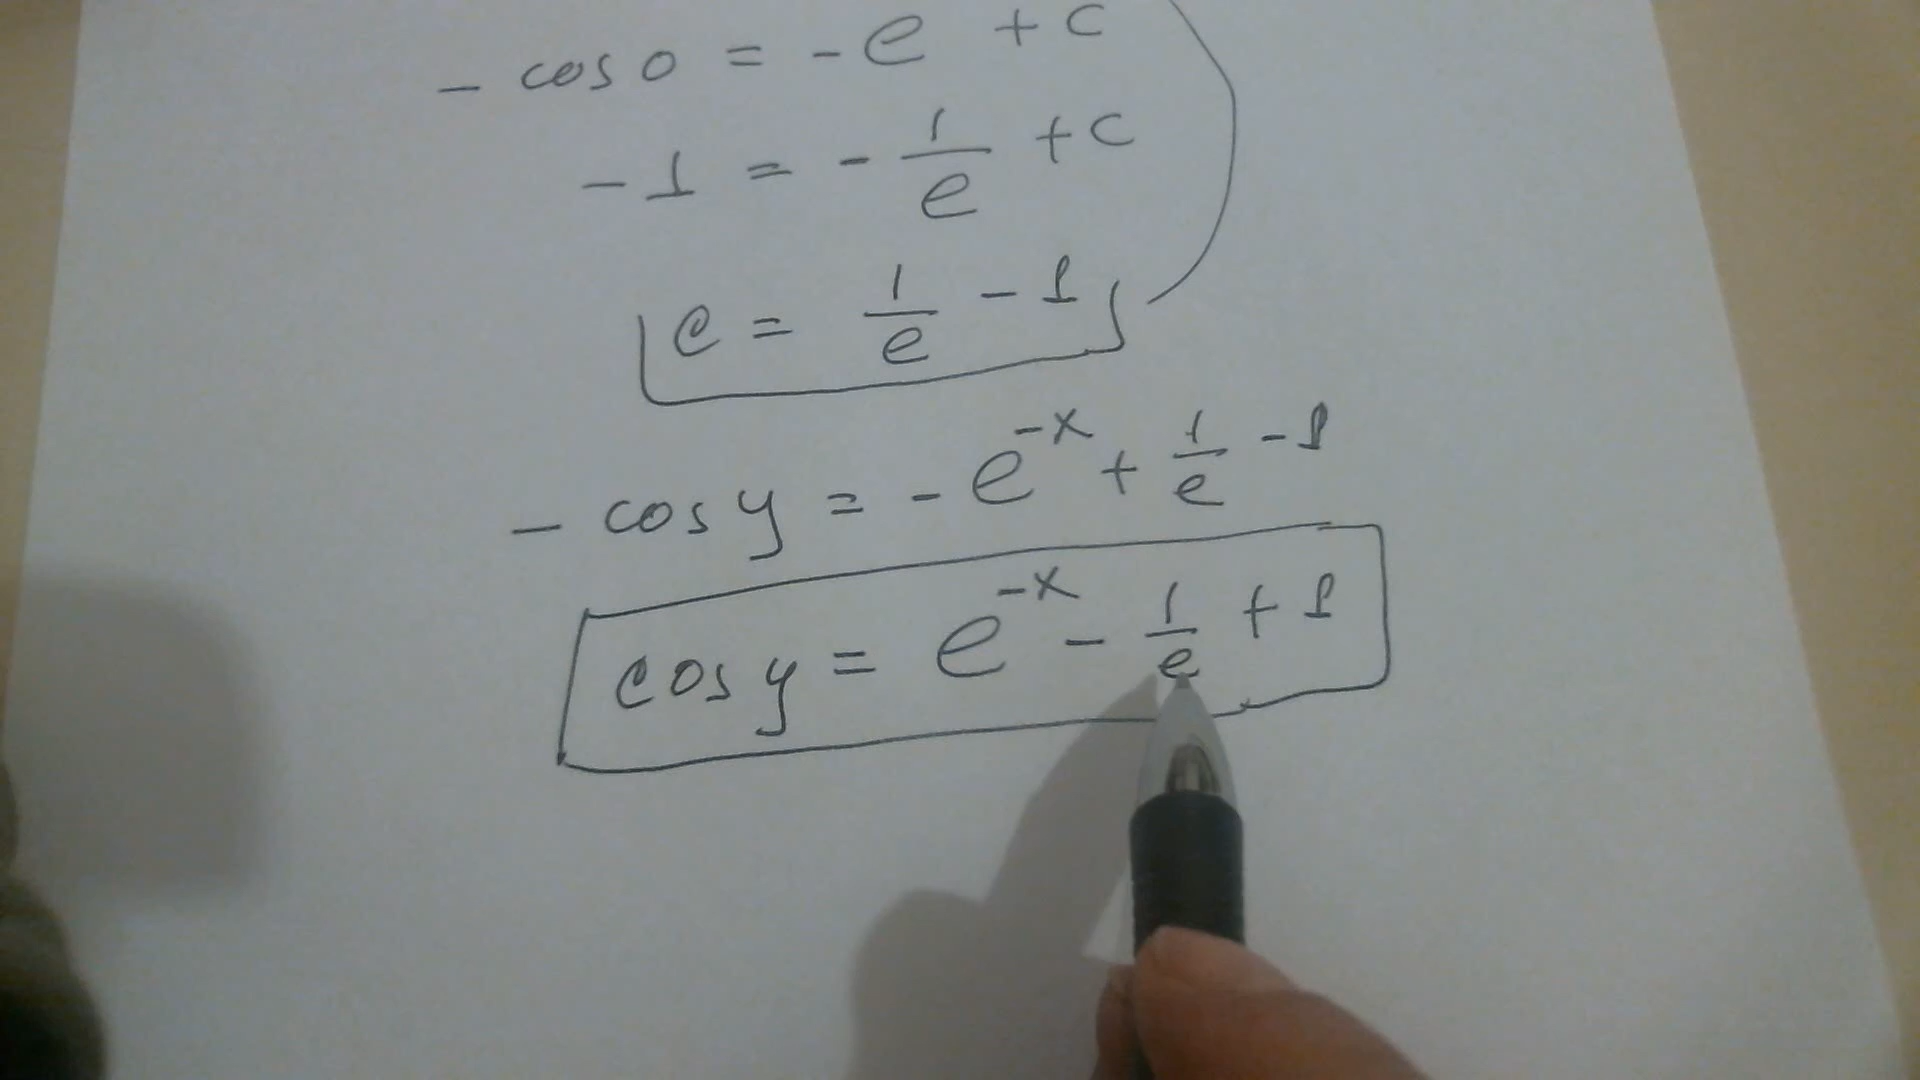 - cos 0 = - e + c
- 1 = - 1/e + c
c = 1/e - 1
- cos y = - e^-x + 1/e - 1
cos y = e^-x - 1/e + 1